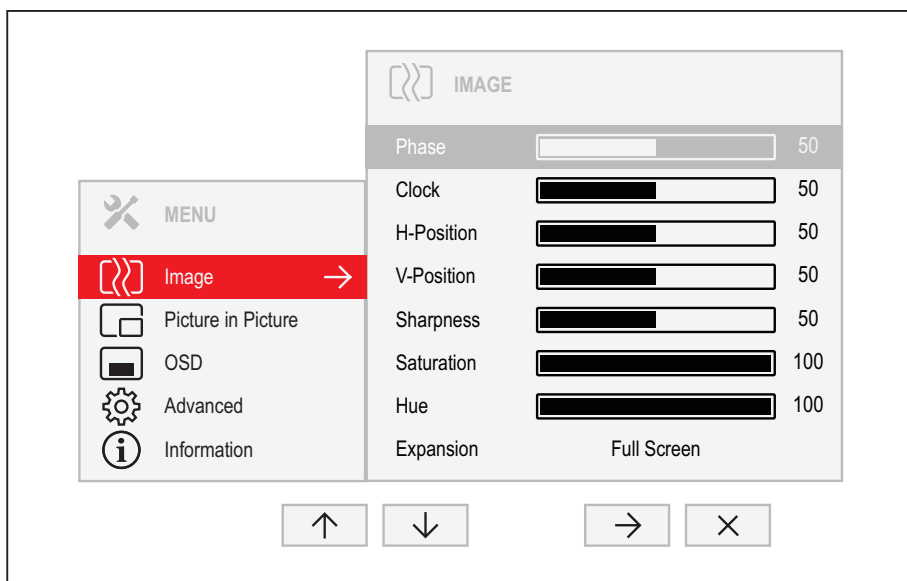 IMAGE
Phase 50
Clock 50
H-Position 50
V-Position 50
Sharpness 50
Saturation 100
Hue 100
Expansion Full Screen
MENU
Image
Picture in Picture
OSD
Advanced
Information